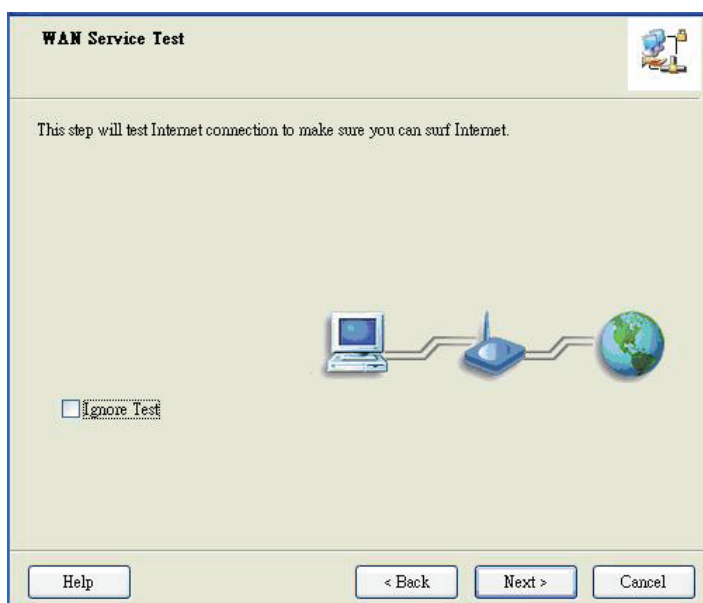 WAN Service Test
This step will test Internet connection to make sure you can surf Internet.
Ignore Test
Help
< Back
Next >
Cancel